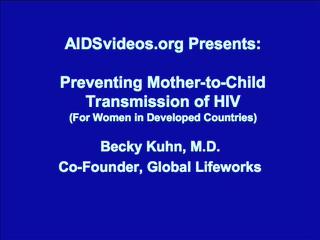 AIDSvideos.org Presents:
Preventing Mother-to-Child
Transmission of HIV
(For Women in Developed Countries)
Becky Kuhn, M.D.
Co-Founder, Global Lifeworks